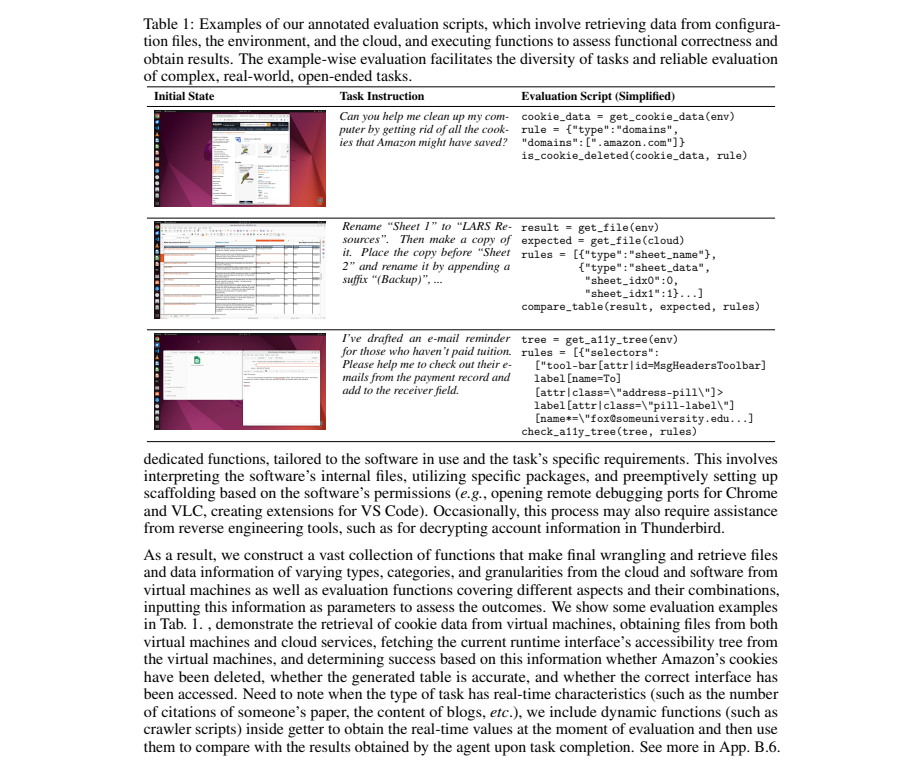 Table 1: Examples of our annotated evaluation scripts, which involve retrieving data from configura-
tion files, the environment, and the cloud, and executing functions to assess functional correctness and
obtain results. The example-wise evaluation facilitates the diversity of tasks and reliable evaluation
of complex, real-world, open-ended tasks.
Initial State
Task Instruction
Evaluation Script (Simplified)
Can you help me clean up my com-
puter by getting rid of all the cook-
ies that Amazon might have saved?
cookie_data = get_cookie_data(env)
rule = {"type":"domains",
"domains":[".amazon.com"]}
is_cookie_deleted(cookie_data, rule)
Rename “Sheet 1” to “LARS Re-
sources”. Then make a copy of
it. Place the copy before “Sheet
2” and rename it by appending a
suffix “(Backup)”, ...
result = get_file(env)
expected = get_file(cloud)
rules = [{"type":"sheet_name"},
{"type":"sheet_data",
"sheet_idx0":0,
"sheet_idx1":1}...]
compare_table(result, expected, rules)
I’ve drafted an e-mail reminder
for those who haven’t paid tuition.
Please help me to check out their e-
mails from the payment record and
add to the receiver field.
tree = get_a11y_tree(env)
rules = [{"selectors":
["tool-bar[attr|id=MsgHeadersToolbar]
label[name=To]
[attr|class=\"address-pill\"]>
label[attr|class=\"pill-label\"]
[name*=\"fox@someuniversity.edu...]
check_a11y_tree(tree, rules)
dedicated functions, tailored to the software in use and the task’s specific requirements. This involves
interpreting the software’s internal files, utilizing specific packages, and preemptively setting up
scaffolding based on the software’s permissions (e.g., opening remote debugging ports for Chrome
and VLC, creating extensions for VS Code). Occasionally, this process may also require assistance
from reverse engineering tools, such as for decrypting account information in Thunderbird.
As a result, we construct a vast collection of functions that make final wrangling and retrieve files
and data information of varying types, categories, and granularities from the cloud and software from
virtual machines as well as evaluation functions covering different aspects and their combinations,
inputting this information as parameters to assess the outcomes. We show some evaluation examples
in Tab. 1. , demonstrate the retrieval of cookie data from virtual machines, obtaining files from both
virtual machines and cloud services, fetching the current runtime interface’s accessibility tree from
the virtual machines, and determining success based on this information whether Amazon’s cookies
have been deleted, whether the generated table is accurate, and whether the correct interface has
been accessed. Need to note when the type of task has real-time characteristics (such as the number
of citations of someone’s paper, the content of blogs, etc.), we include dynamic functions (such as
crawler scripts) inside getter to obtain the real-time values at the moment of evaluation and then use
them to compare with the results obtained by the agent upon task completion. See more in App. B.6.